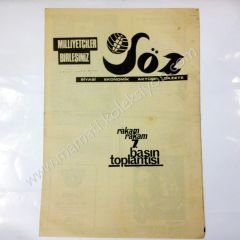 MİLLİYETÇİLER
BİRLEŞİNİZ
SÖZ
SİYASİ EKONOMİK AKTÜEL GAZETE
rakam
rakam
7
basın
toplantısı